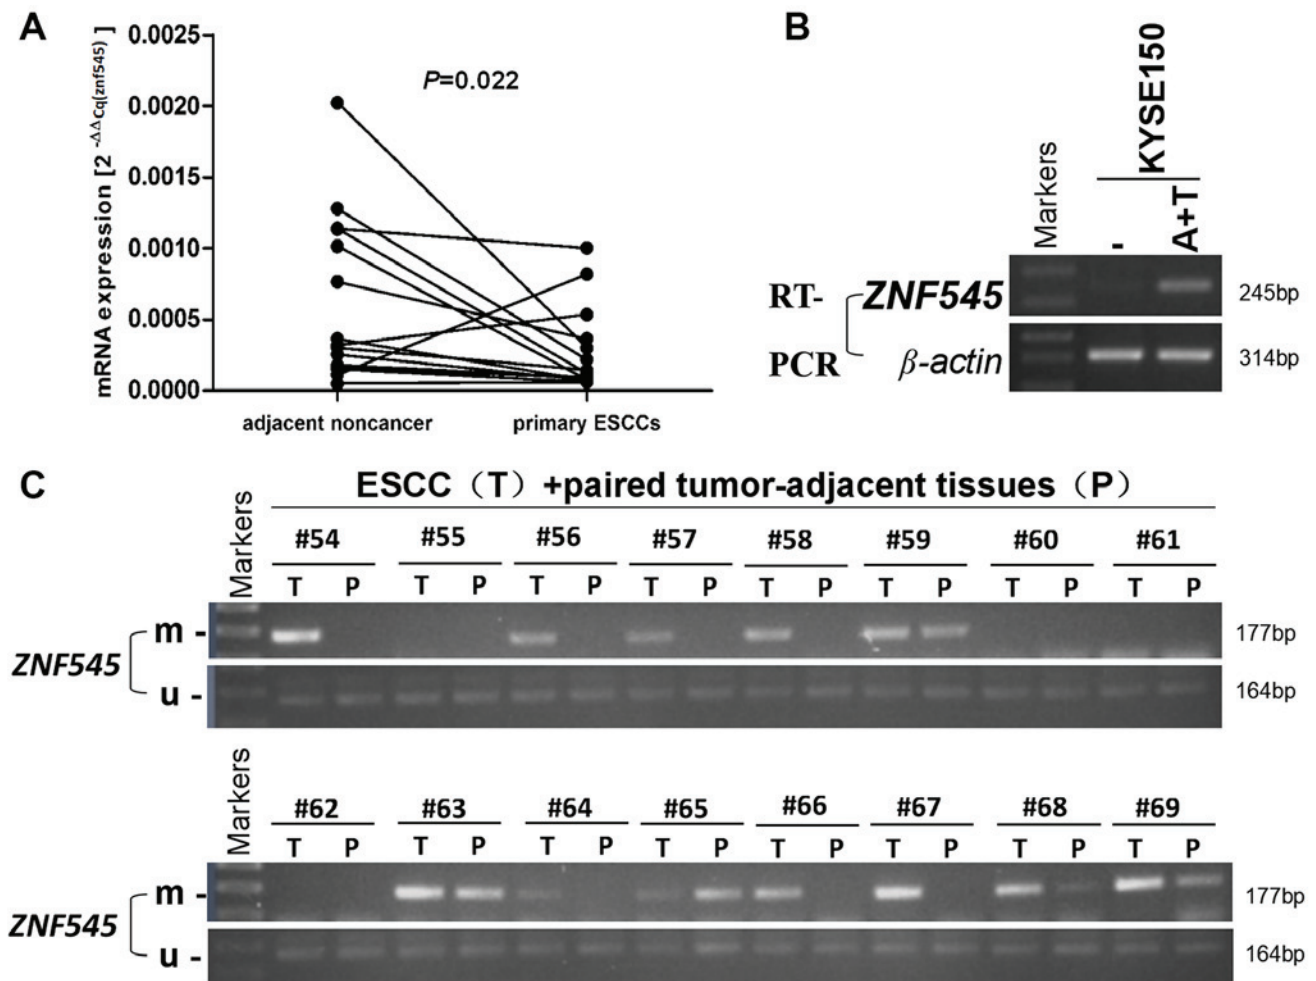 A
mRNA expression [2 -ΔΔCq(znf545) ]
0.0025
0.0020
0.0015
0.0010
0.0005
0.0000
P=0.022
adjacent noncancer
primary ESCCs
B
KYSE150
Markers
-
A+T
RT-
PCR
ZNF545
245bp
β-actin
314bp
C
ESCC（T）+paired tumor-adjacent tissues（P）
Markers
#54 #55 #56 #57 #58 #59 #60 #61
T P T P T P T P T P T P T P T P
ZNF545
m -
177bp
u -
164bp
Markers
#62 #63 #64 #65 #66 #67 #68 #69
T P T P T P T P T P T P T P T P
ZNF545
m -
177bp
u -
164bp